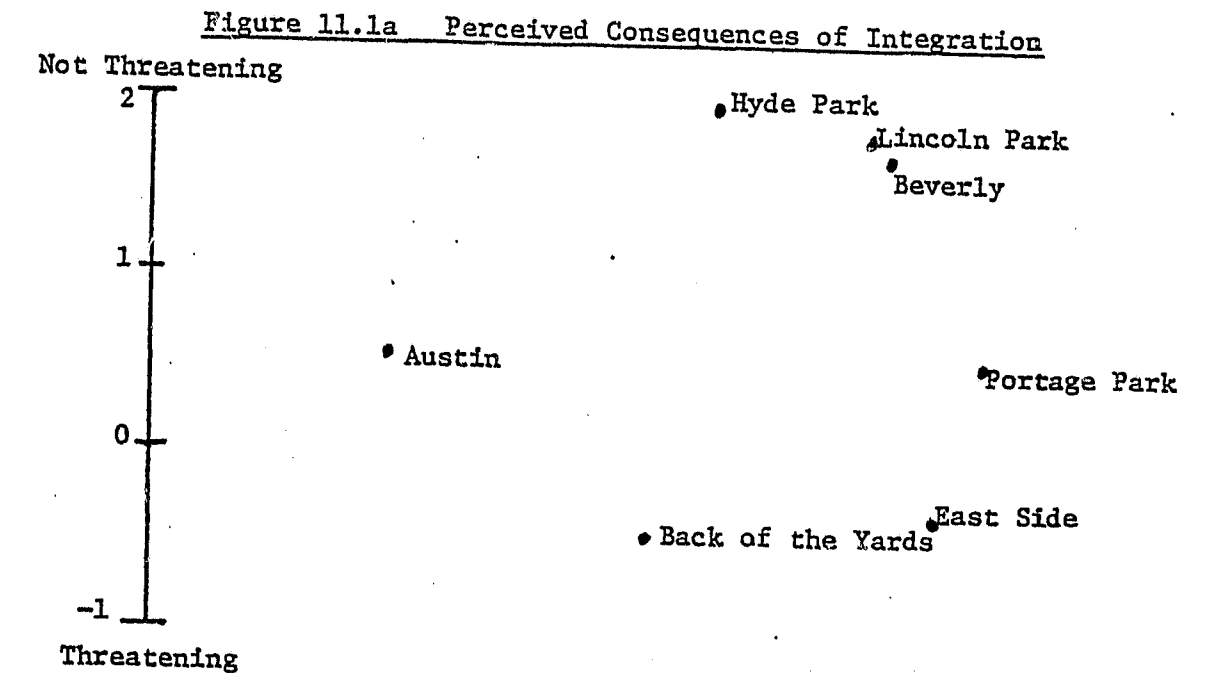 Figure 11.1a Perceived Consequences of Integration
Not Threatening
2
Hyde Park
Lincoln Park
Beverly
1
Austin
Portage Park
0
East Side
Back of the Yards
-1
Threatening